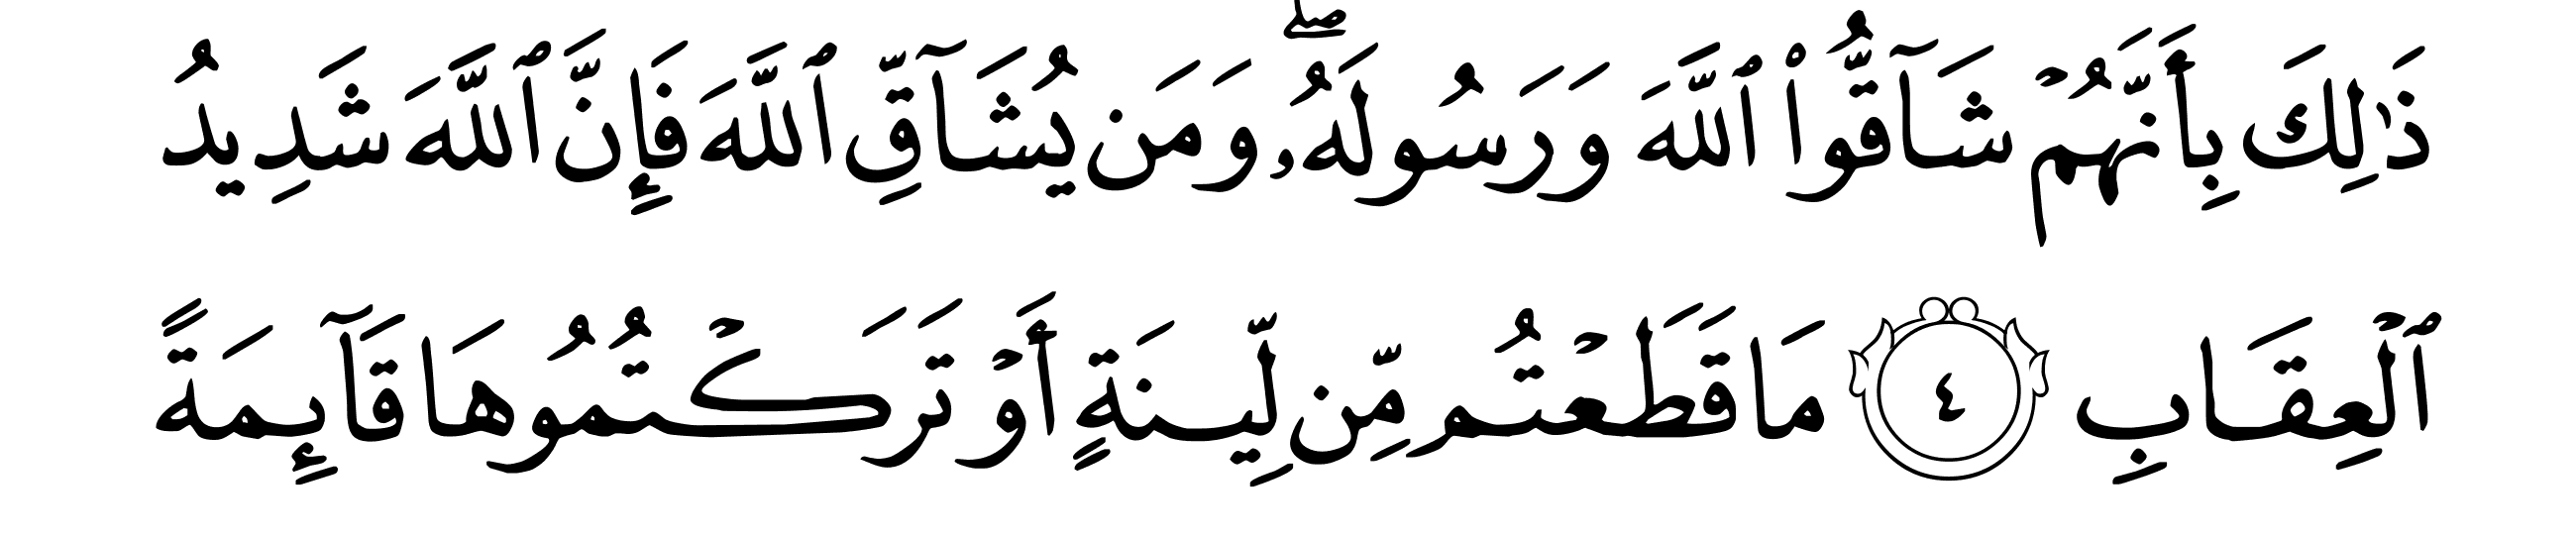 ذَٰلِكَ بِأَنَّهُمۡ شَآقُّواْ ٱللَّهَ وَرَسُولَهُۥۖ وَمَن يُشَآقِّ ٱللَّهَ فَإِنَّ ٱللَّهَ شَدِيدُ
ٱلۡعِقَابِ ٤ مَا قَطَعۡتُم مِّن لِّينَةٍ أَوۡ تَرَكۡتُمُوهَا قَآئِمَةً